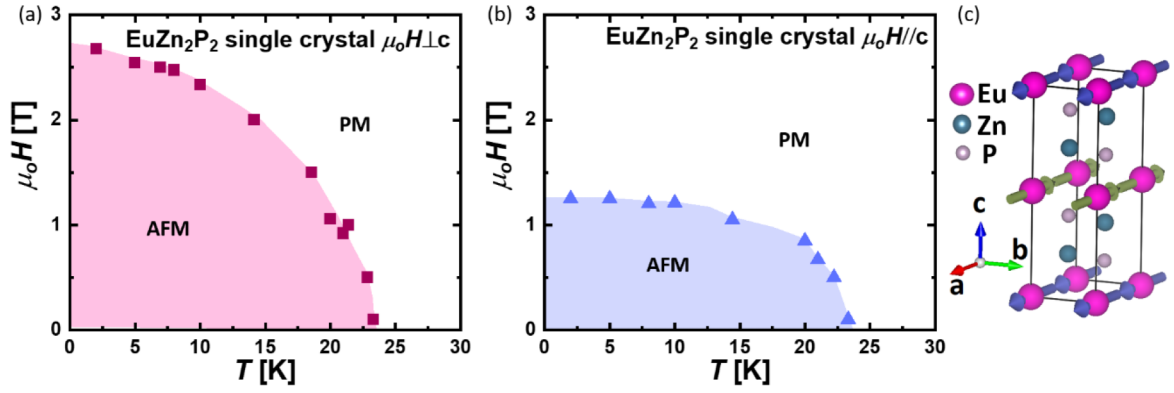 (a)
EuZn₂P₂ single crystal μₒH⊥c
μₒH [T]
3
2
1
0
PM
AFM
0 5 10 15 20 25 30
T [K]
(b)
EuZn₂P₂ single crystal μₒH//c
μₒH [T]
3
2
1
0
PM
AFM
0 5 10 15 20 25 30
T [K]
(c)
Eu
Zn
P
c
b
a